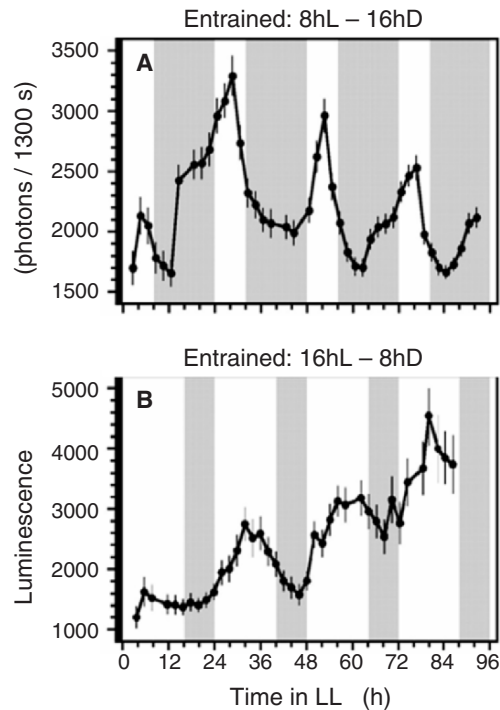 Entrained: 8hL – 16hD
A
(photons / 1300 s)
3500
3000
2500
2000
1500
Entrained: 16hL – 8hD
B
Luminescence
5000
4000
3000
2000
1000
0 12 24 36 48 60 72 84 96
Time in LL (h)